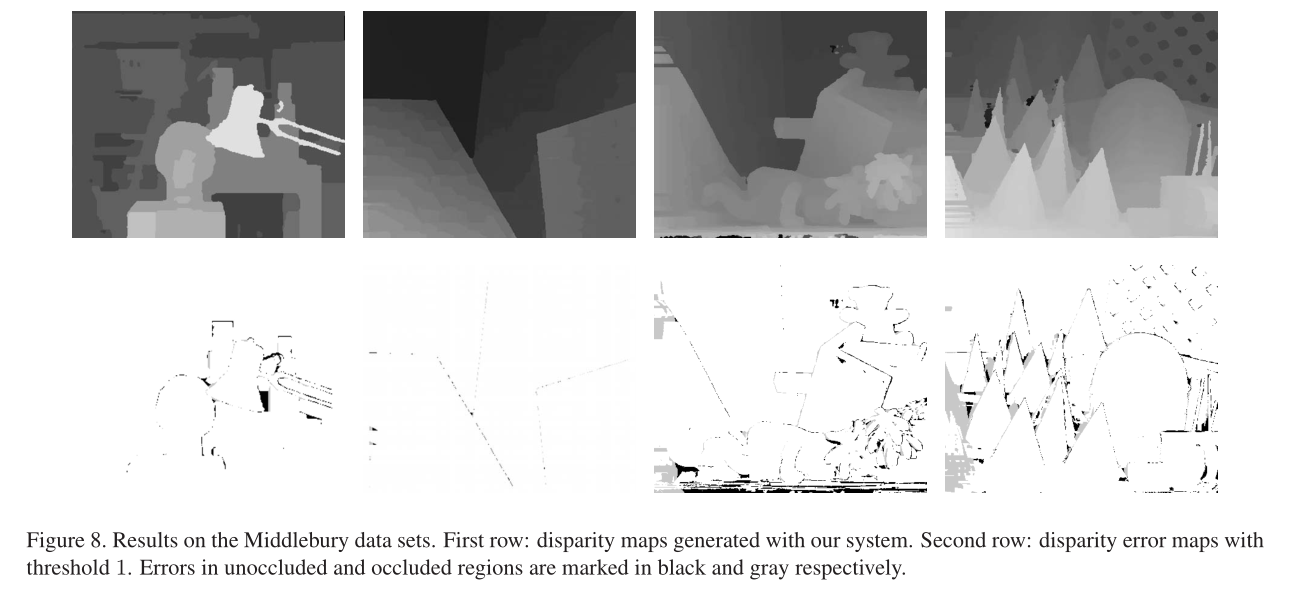 Figure 8. Results on the Middlebury data sets. First row: disparity maps generated with our system. Second row: disparity error maps with
threshold 1. Errors in unoccluded and occluded regions are marked in black and gray respectively.